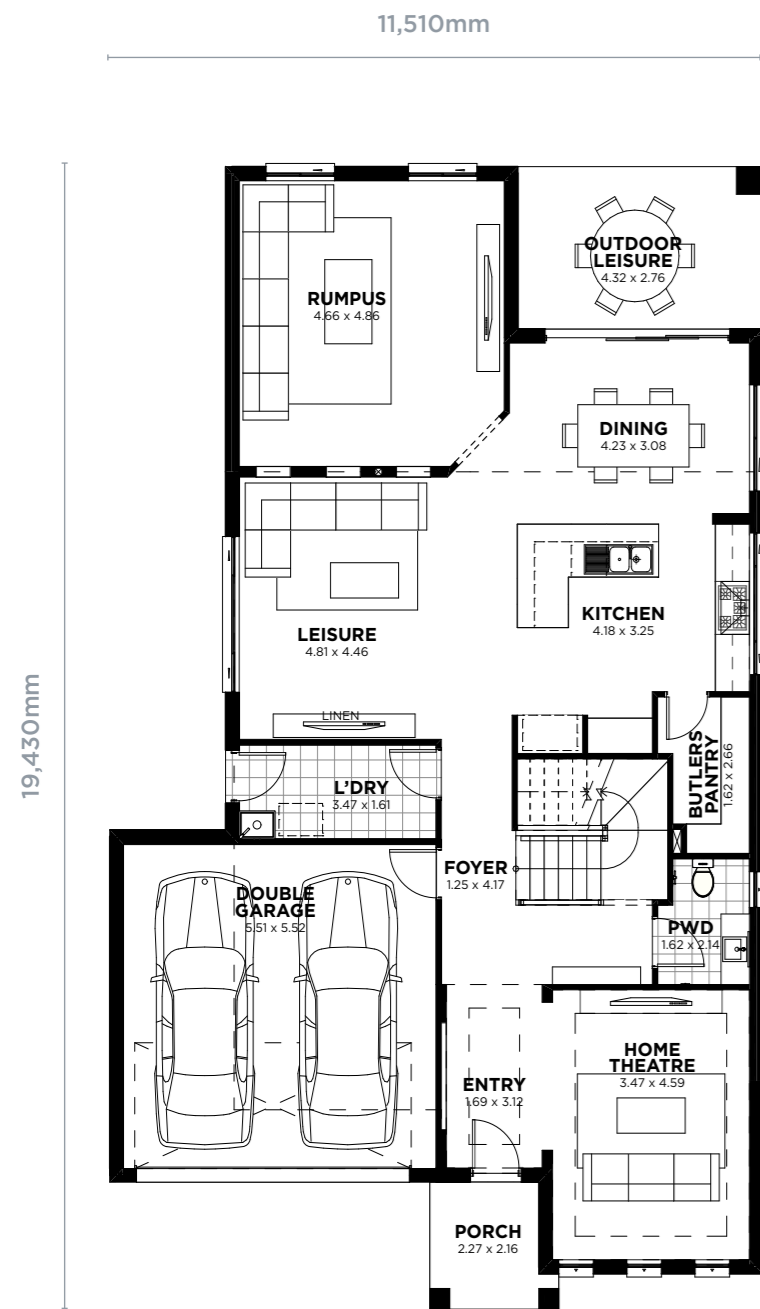 11,510mm
19,430mm
RUMPUS
4.66 x 4.86
OUTDOOR
LEISURE
4.32 x 2.76
DINING
4.23 x 3.08
KITCHEN
4.18 x 3.25
LEISURE
4.81 x 4.46
LINEN
L'DRY
3.47 x 1.61
BUTLERS
PANTRY
1.62 x 2.66
FOYER
1.25 x 4.17
DOUBLE
GARAGE
5.51 x 5.52
PWD
1.62 x 2.14
HOME
THEATRE
3.47 x 4.59
ENTRY
1.69 x 3.12
PORCH
2.27 x 2.16